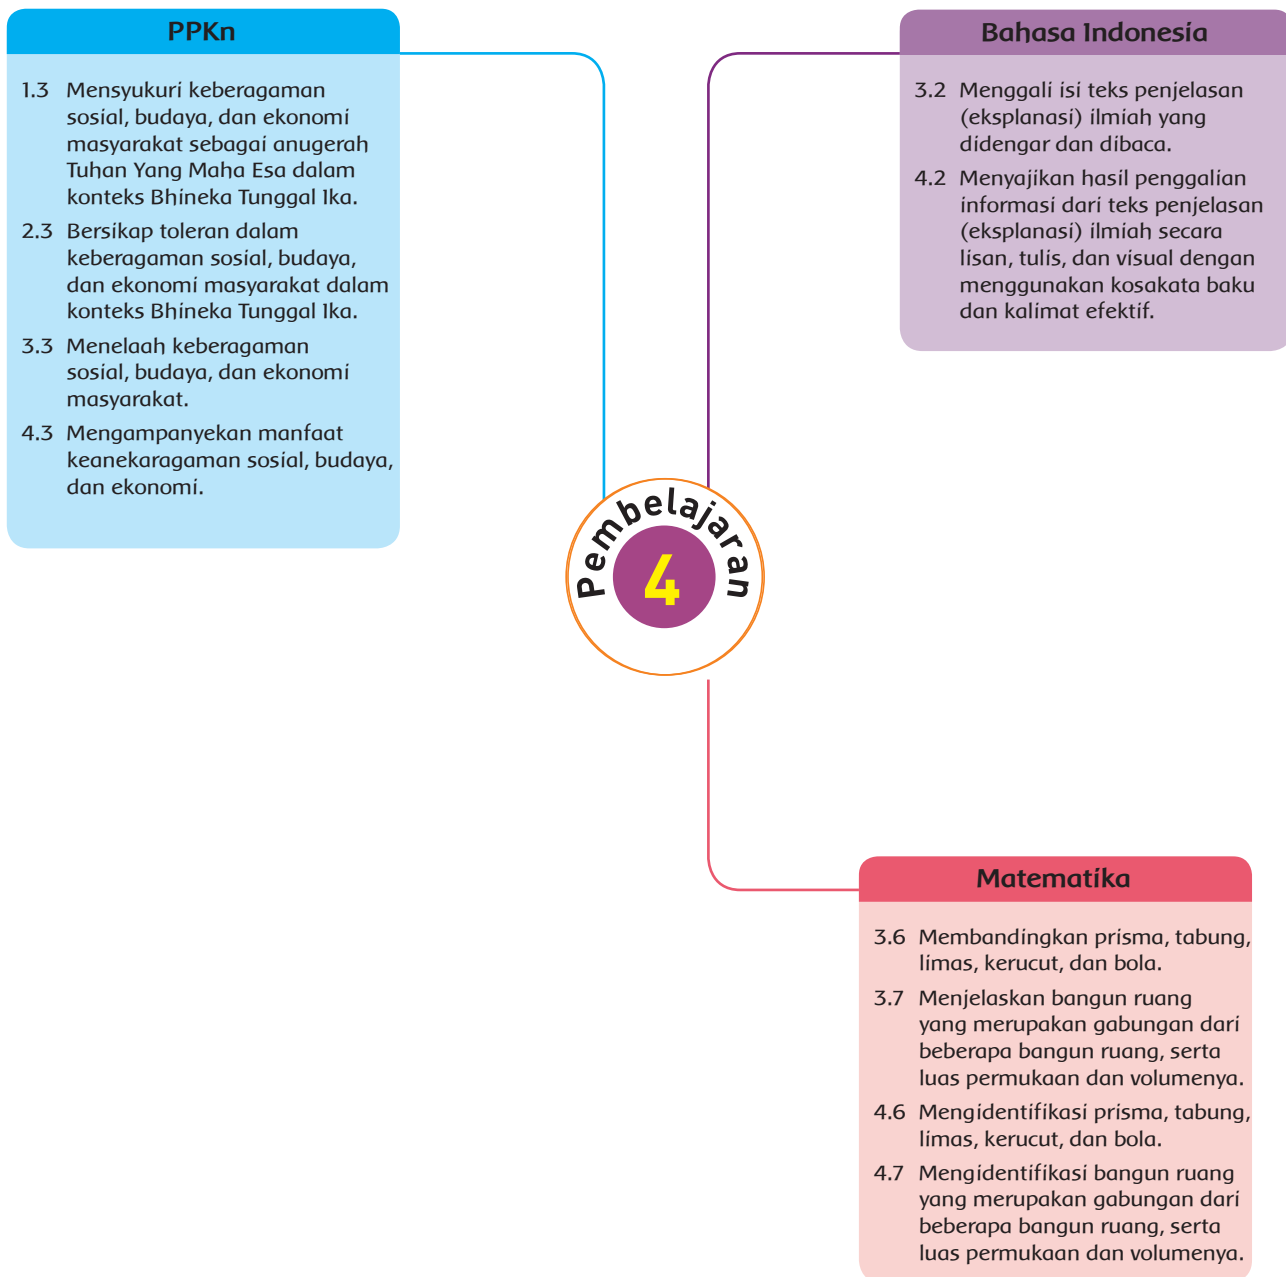 PPKn
1.3 Mensyukuri keberagaman
sosial, budaya, dan ekonomi
masyarakat sebagai anugerah
Tuhan Yang Maha Esa dalam
konteks Bhineka Tunggal Ika.
2.3 Bersikap toleran dalam
keberagaman sosial, budaya,
dan ekonomi masyarakat dalam
konteks Bhineka Tunggal Ika.
3.3 Menelaah keberagaman
sosial, budaya, dan ekonomi
masyarakat.
4.3 Mengampanyekan manfaat
keanekaragaman sosial, budaya,
dan ekonomi.
Bahasa Indonesia
3.2 Menggali isi teks penjelasan
(eksplanasi) ilmiah yang
didengar dan dibaca.
4.2 Menyajikan hasil penggalian
informasi dari teks penjelasan
(eksplanasi) ilmiah secara
lisan, tulis, dan visual dengan
menggunakan kosakata baku
dan kalimat efektif.
Pembelajaran
4
Matematika
3.6 Membandingkan prisma, tabung,
limas, kerucut, dan bola.
3.7 Menjelaskan bangun ruang
yang merupakan gabungan dari
beberapa bangun ruang, serta
luas permukaan dan volumenya.
4.6 Mengidentifikasi prisma, tabung,
limas, kerucut, dan bola.
4.7 Mengidentifikasi bangun ruang
yang merupakan gabungan dari
beberapa bangun ruang, serta
luas permukaan dan volumenya.